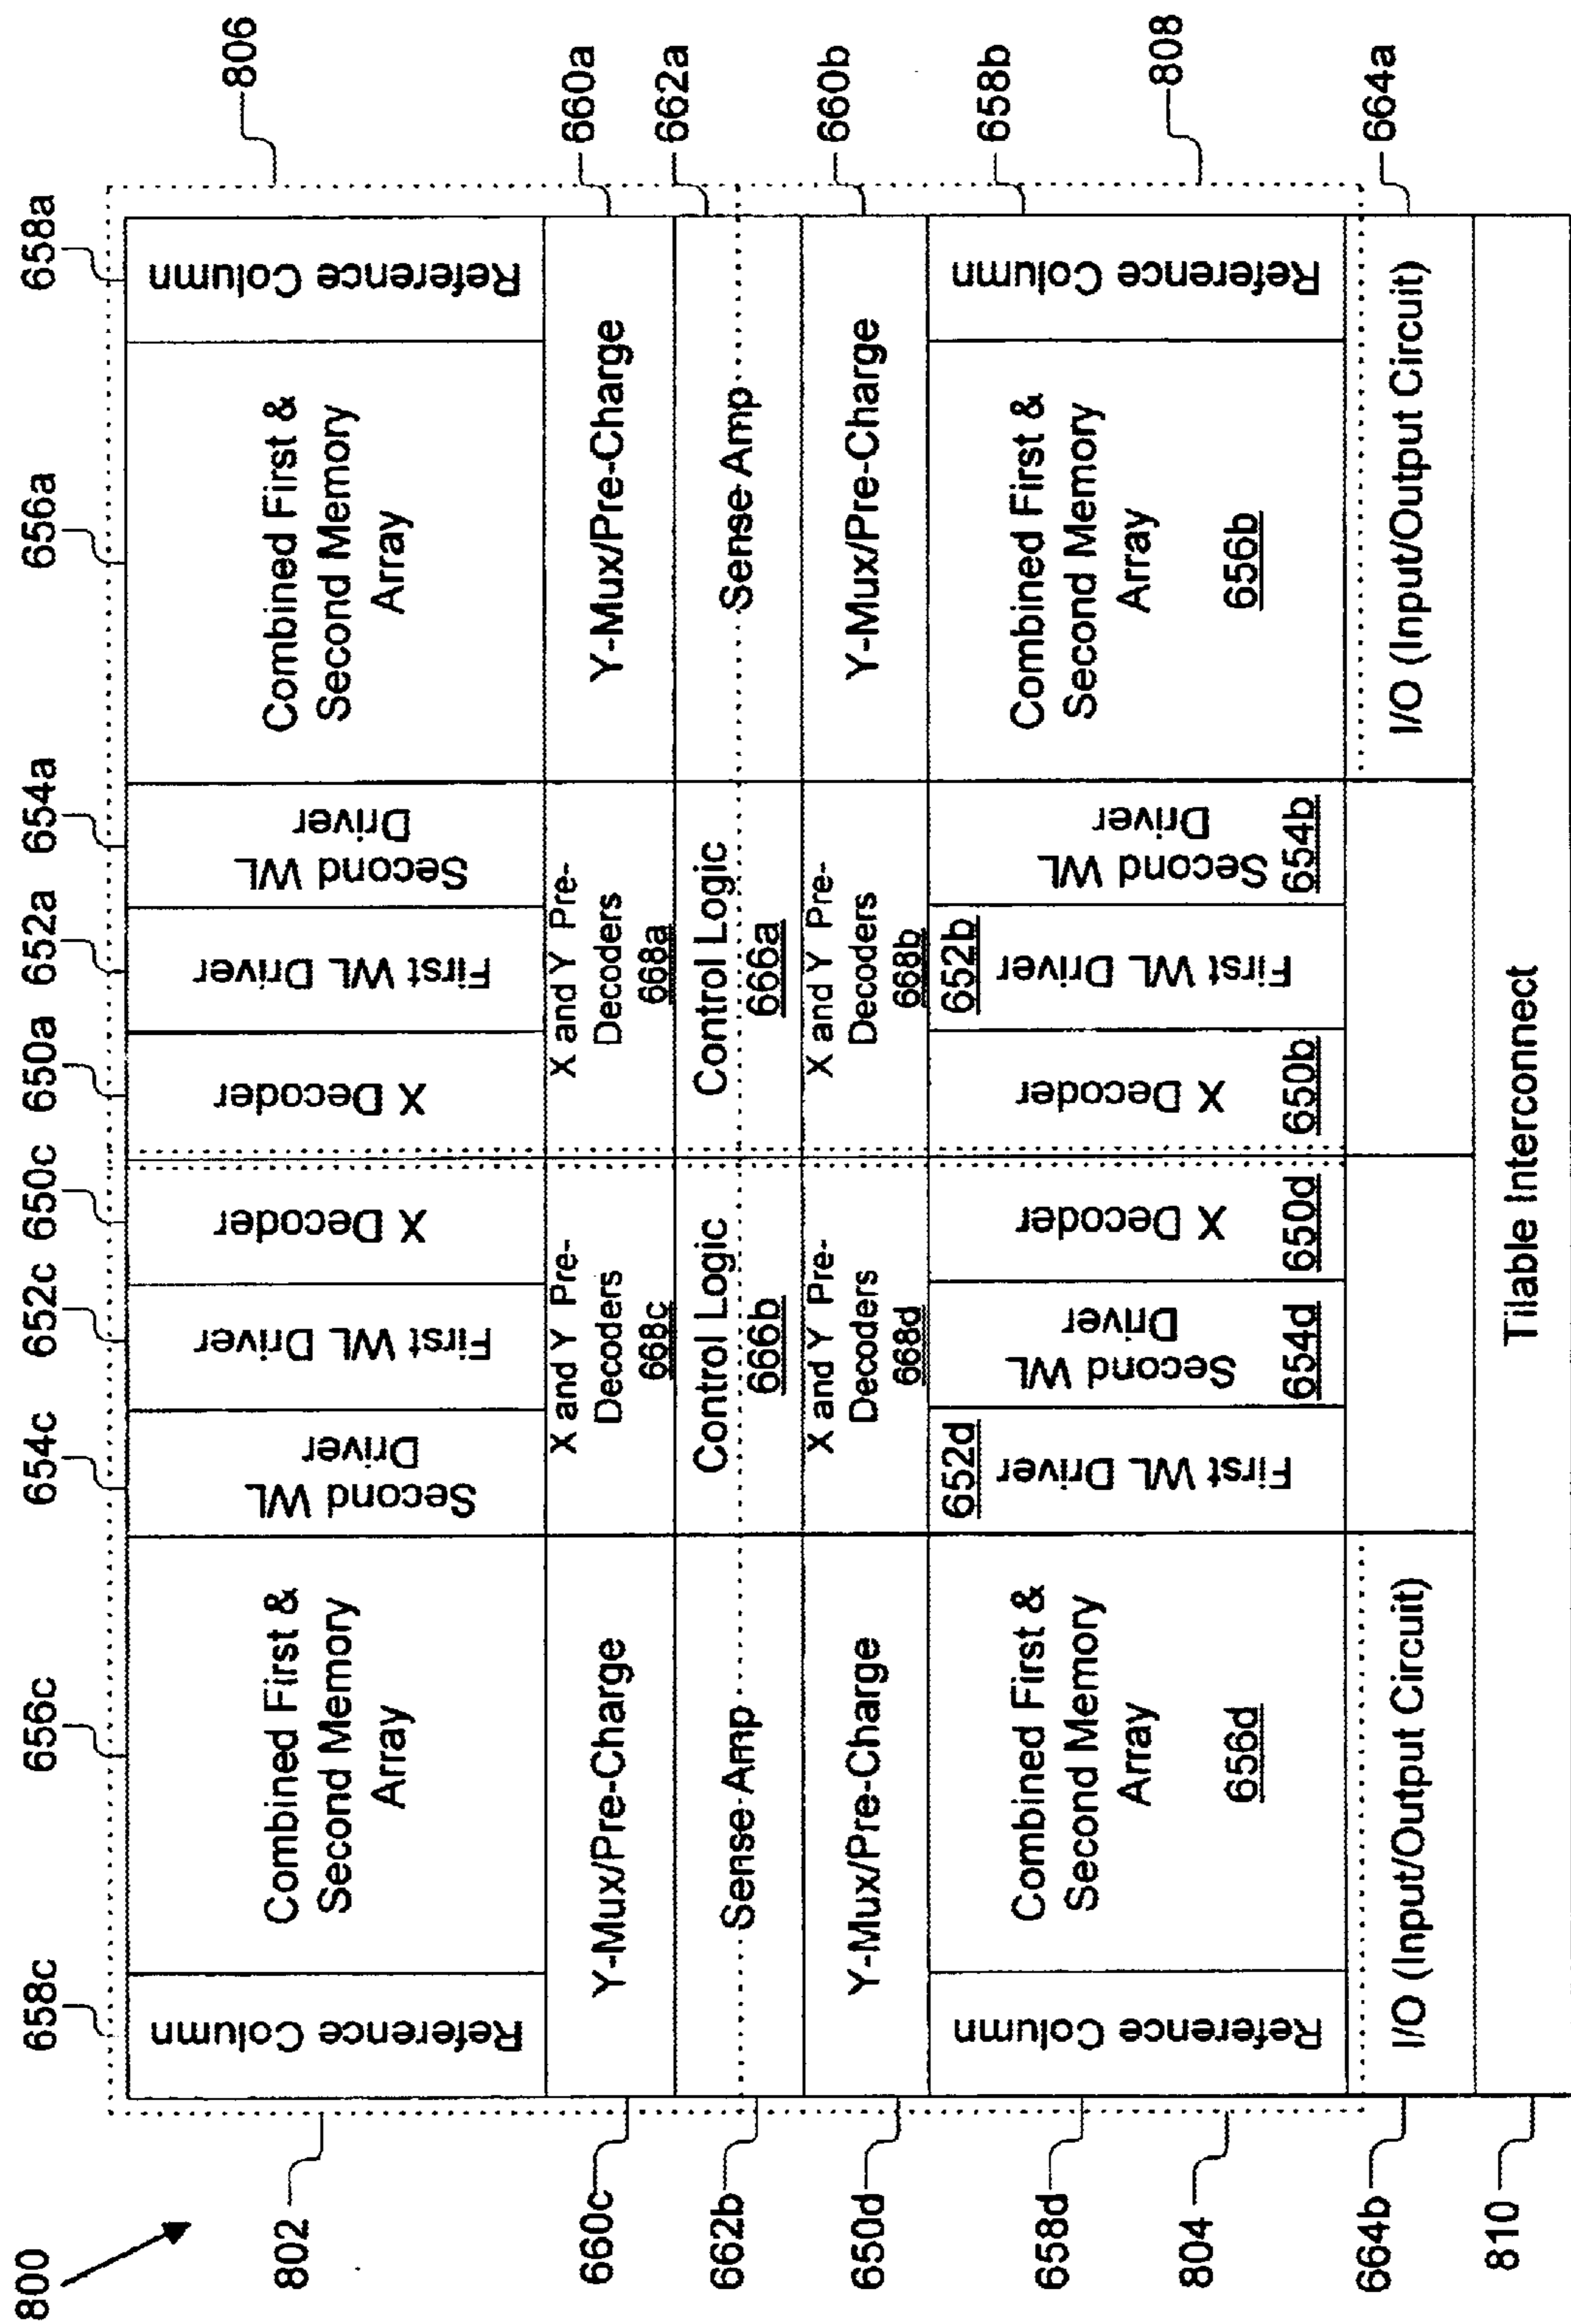 800
658c
656c
654c
652c
650c
650a
652a
654a
656a
658a
802
806
Reference Column
Combined First &
Second Memory
Array
Second WL
Driver
First WL Driver
X Decoder
X Decoder
First WL Driver
Second WL
Driver
Combined First &
Second Memory
Array
Reference Column
660c
Y-Mux/Pre-Charge
X and Y Pre-
Decoders
668c
X and Y Pre-
Decoders
668a
Y-Mux/Pre-Charge
660a
662b
Sense Amp
Control Logic
666b
Control Logic
666a
Sense Amp
662a
650d
Y-Mux/Pre-Charge
X and Y Pre-
Decoders
668d
X and Y Pre-
Decoders
668b
Y-Mux/Pre-Charge
660b
658d
Reference Column
Combined First &
Second Memory
Array
656d
652d
First WL Driver
Second WL
Driver
654d
X Decoder
650d
X Decoder
650b
652b
First WL Driver
Second WL
Driver
654b
Combined First &
Second Memory
Array
656b
Reference Column
658b
804
808
664b
I/O (Input/Output Circuit)
I/O (Input/Output Circuit)
664a
810
Tilable Interconnect